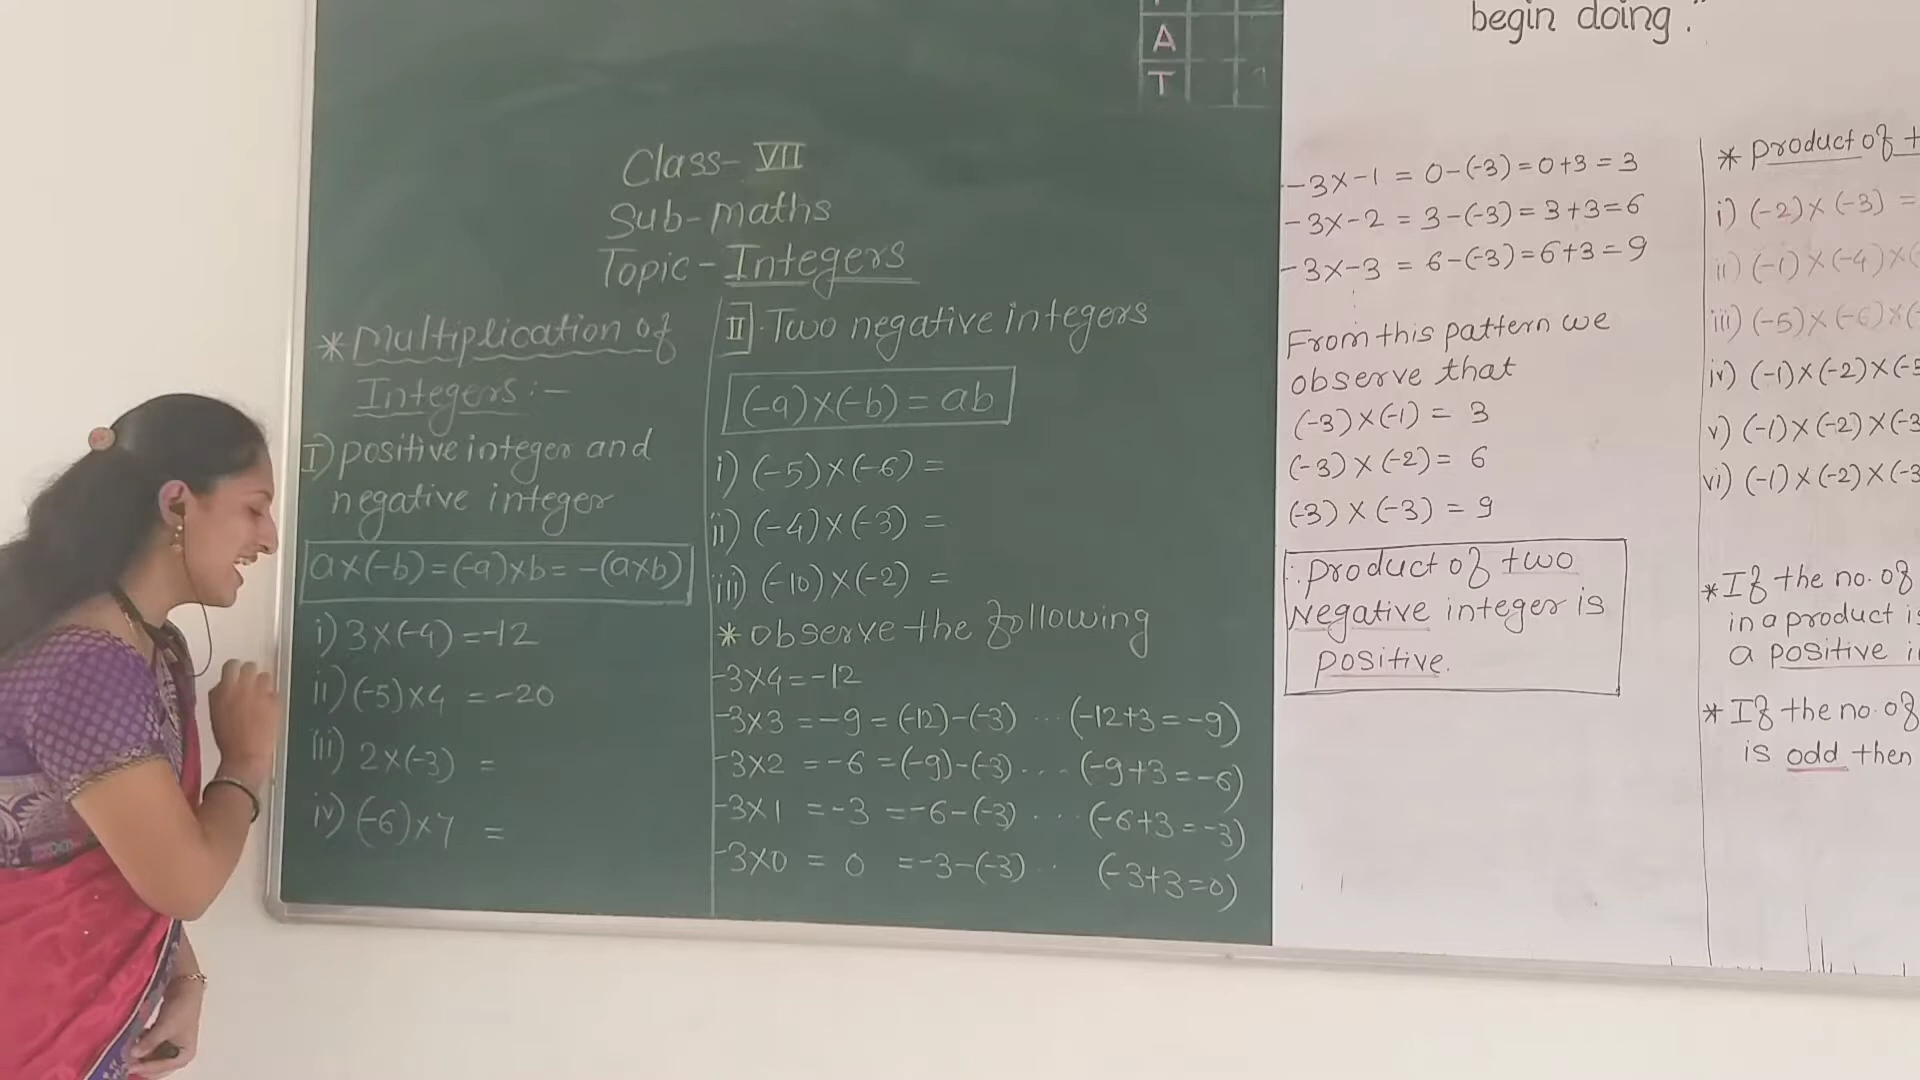 A
T
Class- VII
Sub-maths
Topic- Integers
* Multiplication of
Integers:-
I) positive integer and
negative integer
a×(-b)=(-a)×b= -(a×b)
i) 3×(-4)=-12
ii) (-5)×4 =-20
iii) 2×(-3) =
iv) (-6)×7 =
II. Two negative integers
(-a)×(-b)= ab
i) (-5)×(-6)=
ii) (-4)×(-3) =
iii) (-10)×(-2) =
* observe the following
-3×4=-12
-3×3 =-9=(-12)-(-3) ... (-12+3=-9)
-3×2 =-6=(-9)-(-3)... (-9+3=-6)
-3×1 =-3 =-6-(-3) ... (-6+3=-3)
-3×0 = 0 =-3-(-3).. (-3+3=0)
begin doing."
-3×-1 = 0-(-3)=0+3=3
-3×-2 = 3-(-3)=3+3=6
-3×-3 = 6-(-3)=6+3=9
From this pattern we
observe that
(-3)×(-1) = 3
(-3)×(-2)= 6
(-3)×(-3) = 9
∴ product of two
Negative integer is
positive.
* product of
i) (-2)×(-3) =
ii) (-1)×(-4)×(
iii) (-5)×(-6)×(-
iv) (-1)×(-2)×(-5
v) (-1)×(-2)×(-3
vi) (-1)×(-2)×(-3
* If the no. of
in a product is
a positive
* If the no. of
is odd then